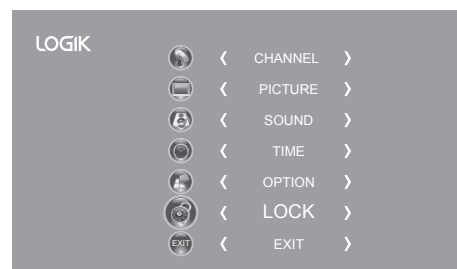 LOGIK
CHANNEL
PICTURE
SOUND
TIME
OPTION
LOCK
EXIT EXIT